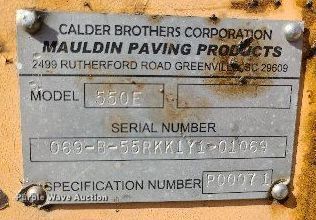 CALDER BROTHERS CORPORATION
MAULDIN PAVING PRODUCTS
2499 RUTHERFORD ROAD GREENVILLE, SC 29609
MODEL 550E
SERIAL NUMBER
069-B-55RKK1Y1-01069
SPECIFICATION NUMBER P00071
Purple Wave Auction